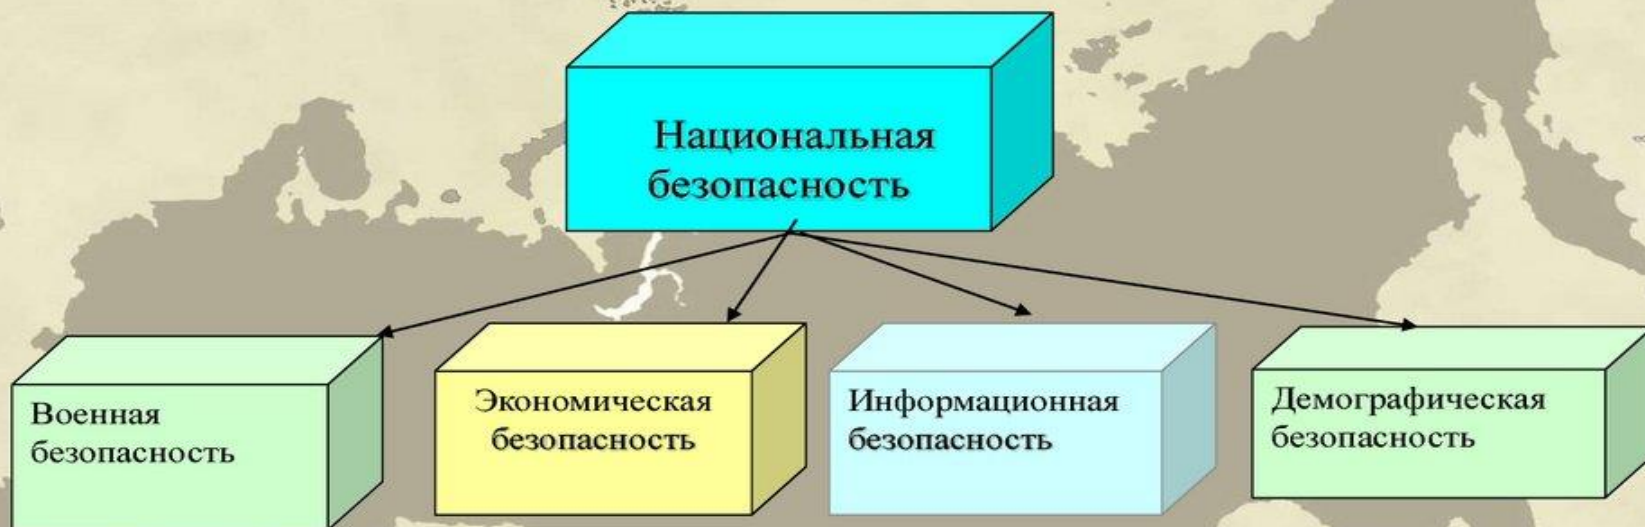 Национальная
безопасность
Военная
безопасность
Экономическая
безопасность
Информационная
безопасность
Демографическая
безопасность